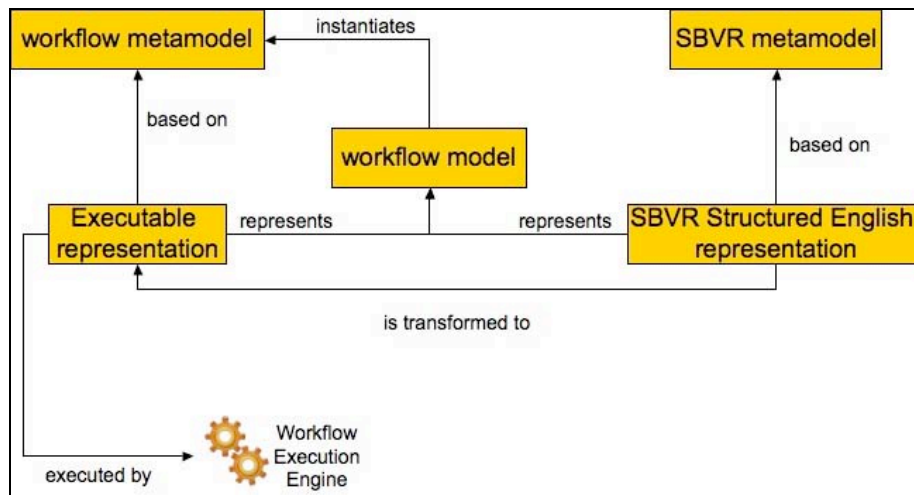 workflow metamodel
instantiates
SBVR metamodel
based on
workflow model
based on
Executable
representation
represents
represents
SBVR Structured English
representation
is transformed to
Workflow
Execution
Engine
executed by